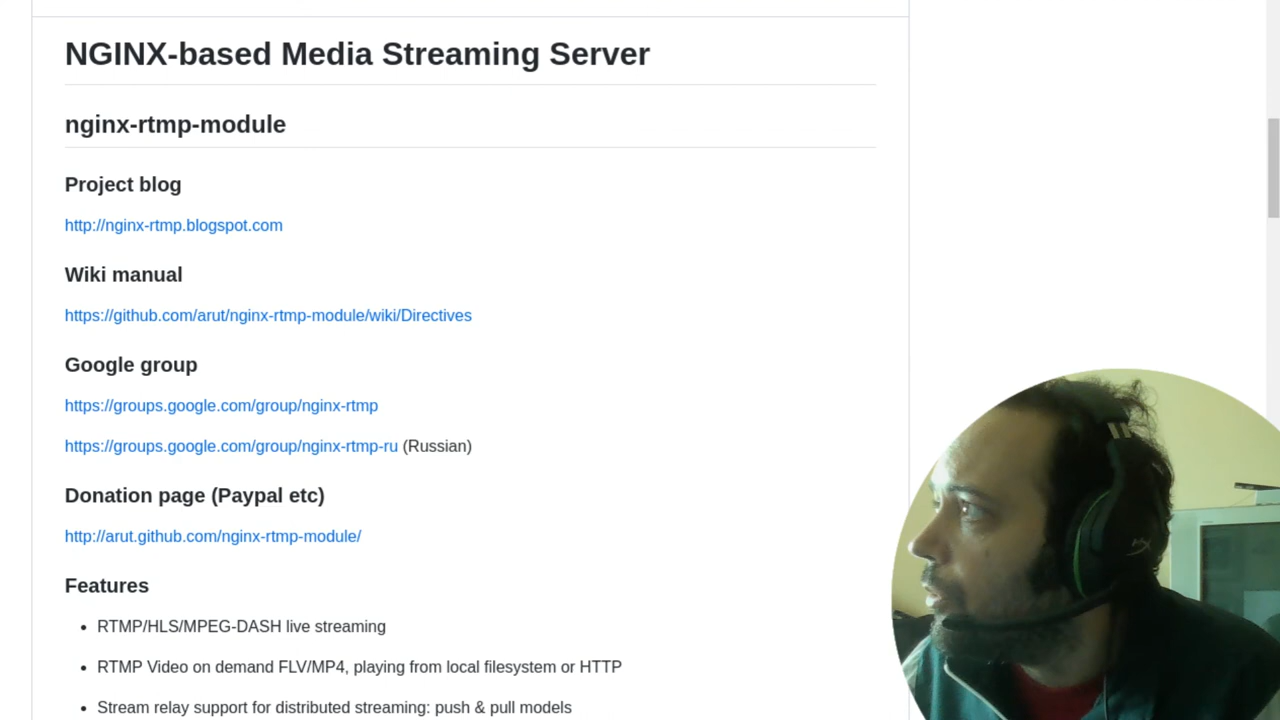 NGINX-based Media Streaming Server
nginx-rtmp-module
Project blog
http://nginx-rtmp.blogspot.com
Wiki manual
https://github.com/arut/nginx-rtmp-module/wiki/Directives
Google group
https://groups.google.com/group/nginx-rtmp
https://groups.google.com/group/nginx-rtmp-ru (Russian)
Donation page (Paypal etc)
http://arut.github.com/nginx-rtmp-module/
Features
• RTMP/HLS/MPEG-DASH live streaming
• RTMP Video on demand FLV/MP4, playing from local filesystem or HTTP
• Stream relay support for distributed streaming: push & pull models